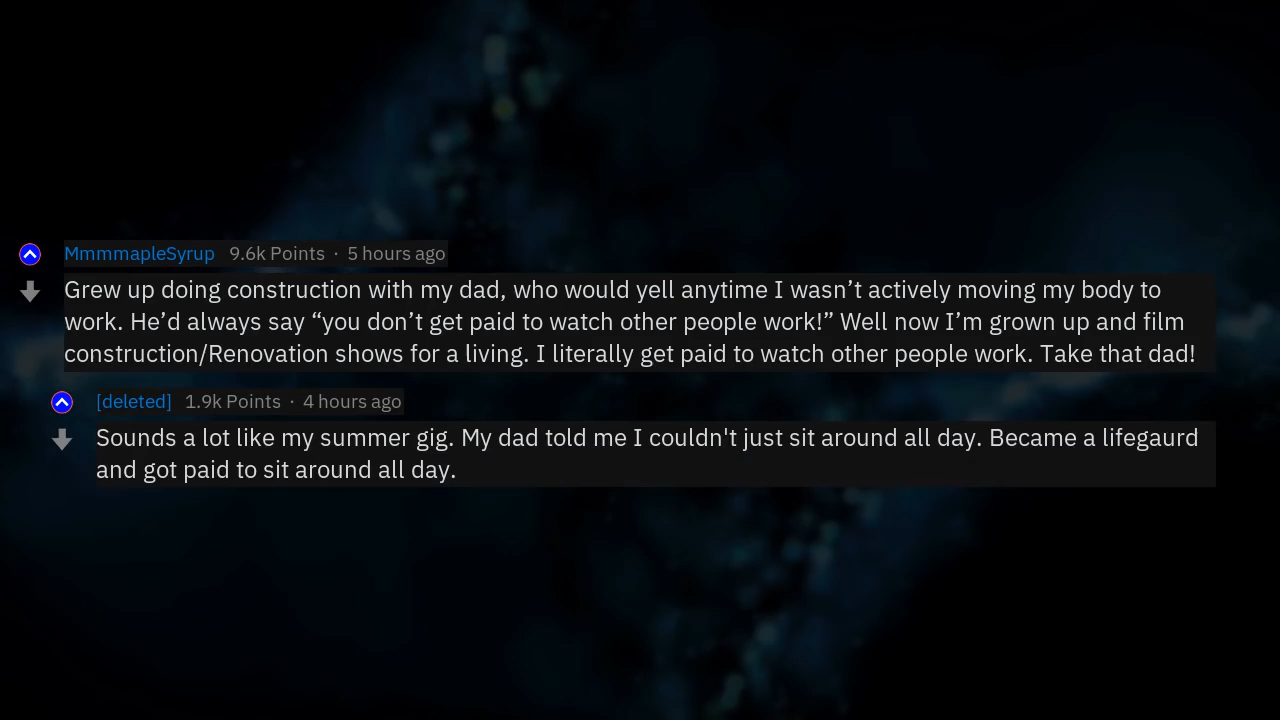 MmmmapleSyrup 9.6k Points · 5 hours ago
Grew up doing construction with my dad, who would yell anytime I wasn’t actively moving my body to
work. He’d always say “you don’t get paid to watch other people work!” Well now I’m grown up and film
construction/Renovation shows for a living. I literally get paid to watch other people work. Take that dad!
[deleted] 1.9k Points · 4 hours ago
Sounds a lot like my summer gig. My dad told me I couldn't just sit around all day. Became a lifegaurd
and got paid to sit around all day.